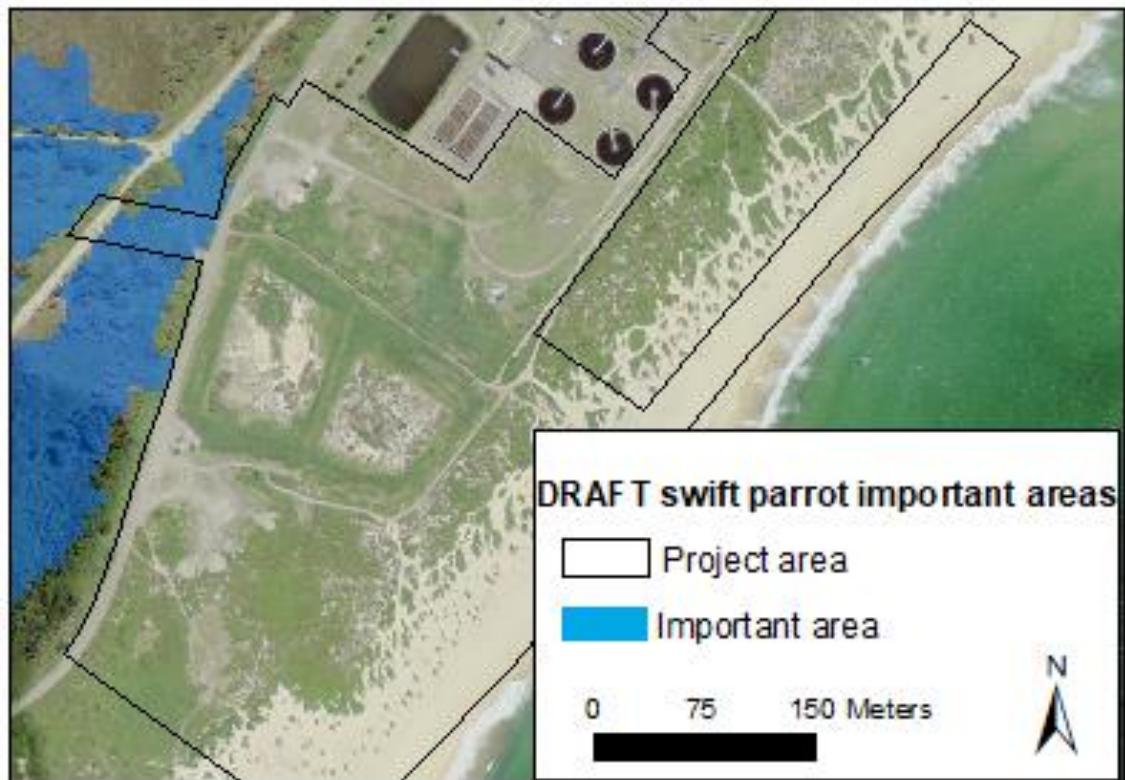 DRAFT swift parrot important areas
Project area
Important area
N
0 75 150 Meters